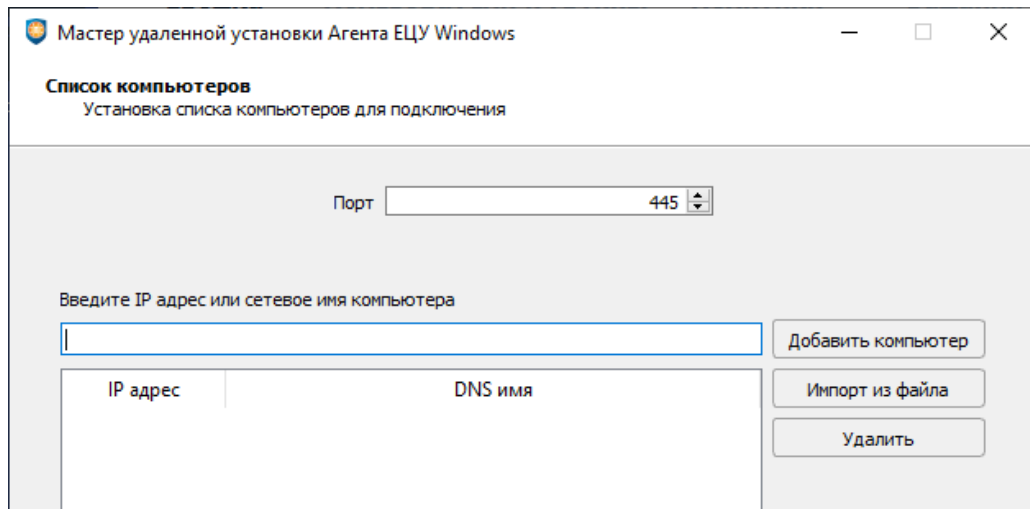 Мастер удаленной установки Агента ЕЦУ Windows
Список компьютеров
Установка списка компьютеров для подключения
Порт 445
Введите IP адрес или сетевое имя компьютера
Добавить компьютер
IP адрес DNS имя Импорт из файла
Удалить